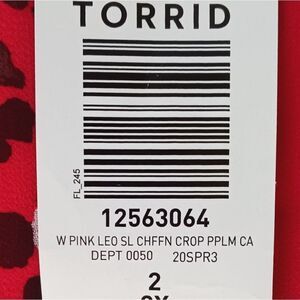 TORRID
FL_245
12563064
W PINK LEO SL CHFFN CROP PPLM CA
DEPT 0050 20SPR3
2